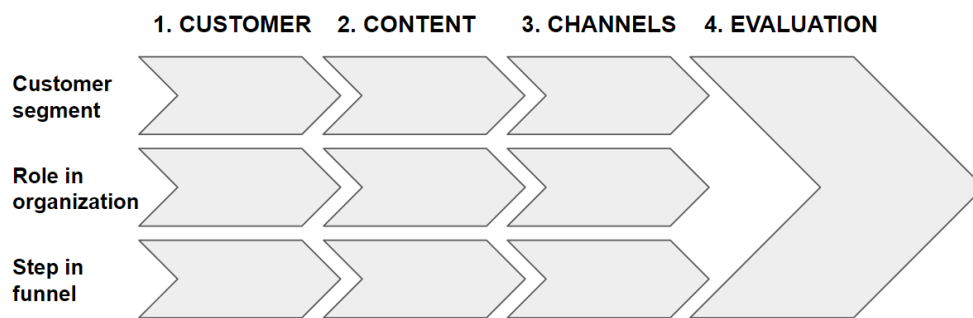 1. CUSTOMER 2. CONTENT 3. CHANNELS 4. EVALUATION
Customer
segment
Role in
organization
Step in
funnel